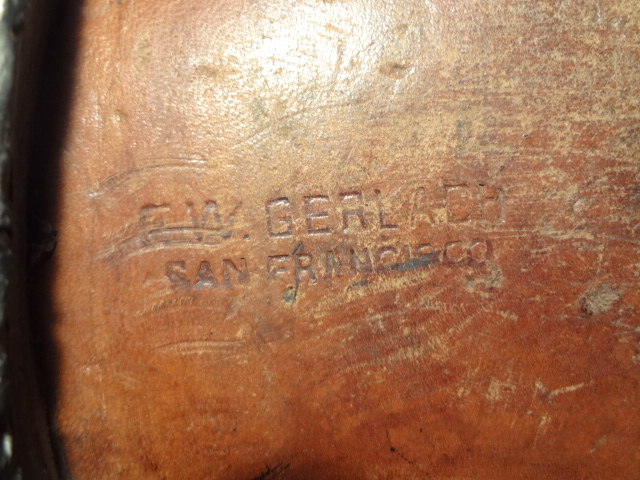 F. W. GERLACH
SAN FRANCISCO